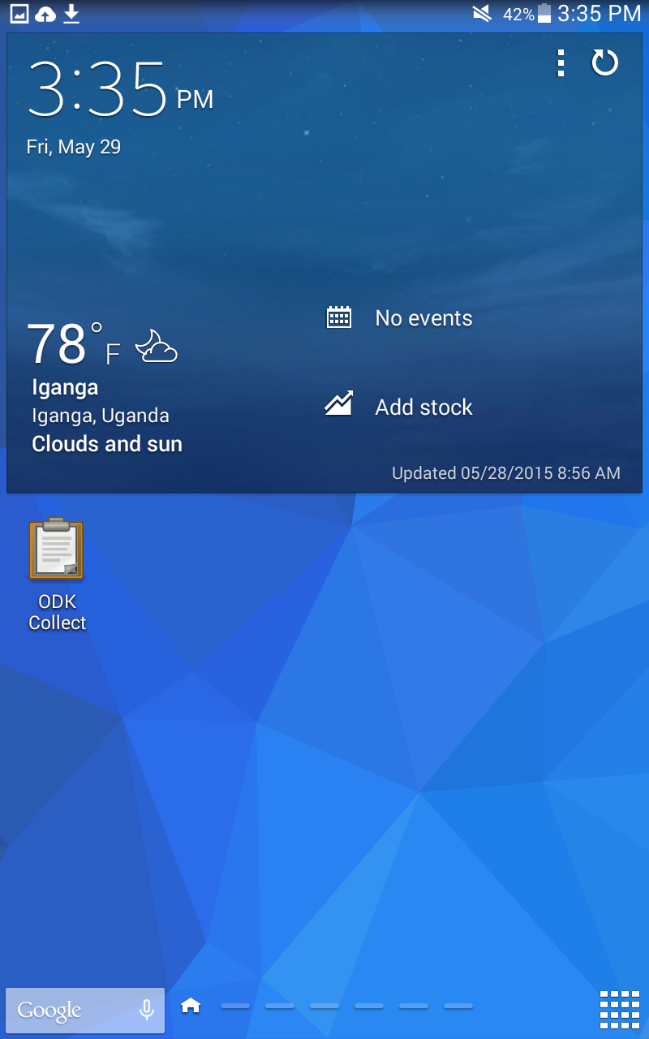 42% 3:35 PM
3:35 PM
Fri, May 29
78°F
Iganga
Iganga, Uganda
Clouds and sun
No events
Add stock
Updated 05/28/2015 8:56 AM
ODK
Collect
Google